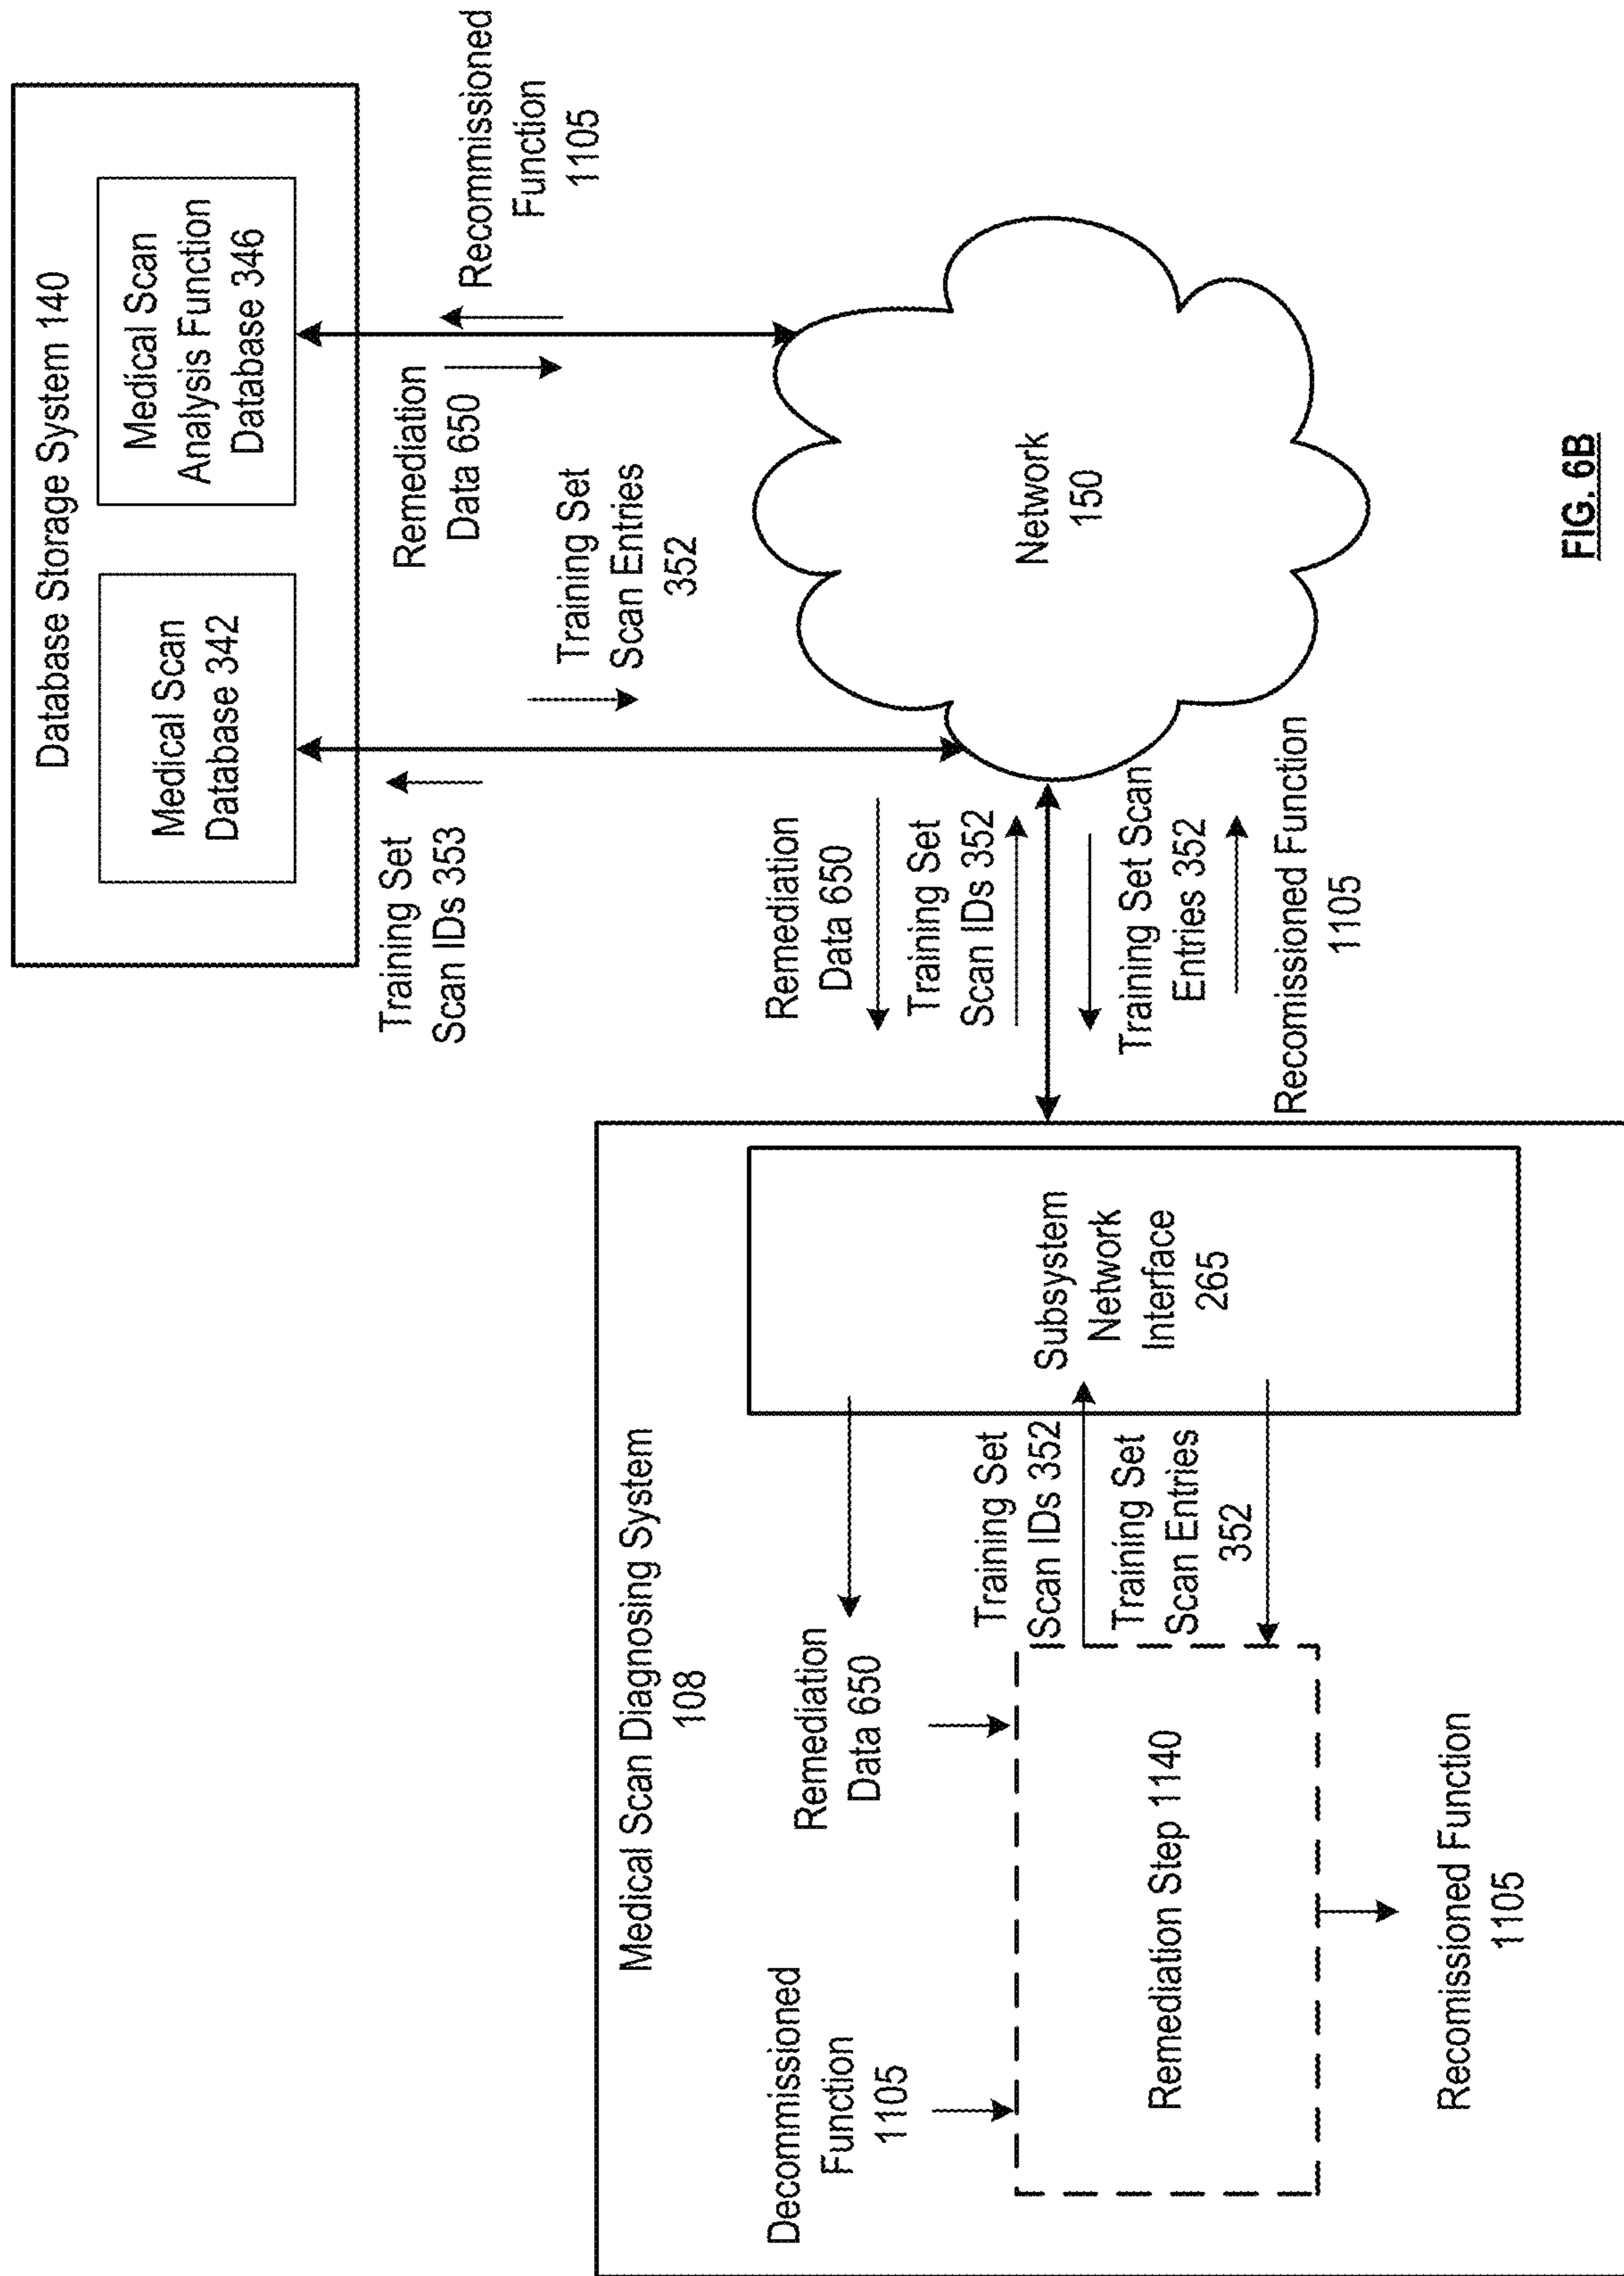 Database Storage System 140
Medical Scan
Database 342
Medical Scan
Analysis Function
Database 346
Training Set
Scan IDs 353
Remediation
Data 650
Recommissioned
Function
1105
Training Set
Scan Entries
352
Medical Scan Diagnosing System
108
Remediation
Data 650
Training Set
Scan IDs 352
Training Set Scan
Entries 352
Recomissioned Function
1105
Network
150
Decommissioned
Function
1105
Remediation
Data 650
Training Set
Scan IDs 352
Training Set
Scan Entries
352
Subsystem
Network
Interface
265
Remediation Step 1140
Recomissioned Function
1105
FIG. 6B